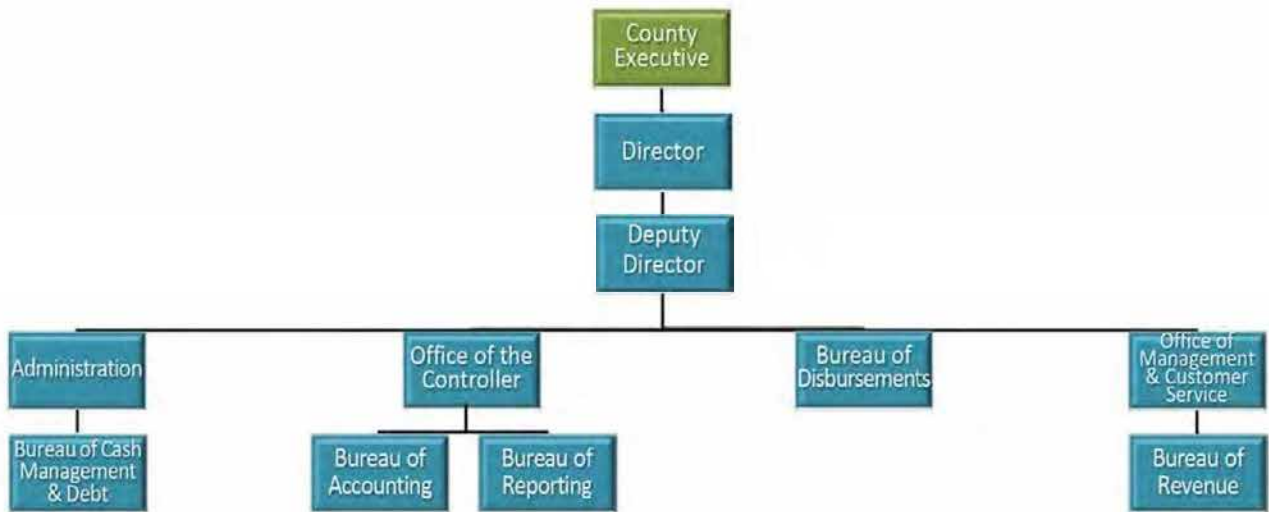 County
Executive
Director
Deputy
Director
Administration
Office of the
Controller
Bureau of
Disbursements
Office of
Management
& Customer
Service
Bureau of Cash
Management
& Debt
Bureau of
Accounting
Bureau of
Reporting
Bureau of
Revenue